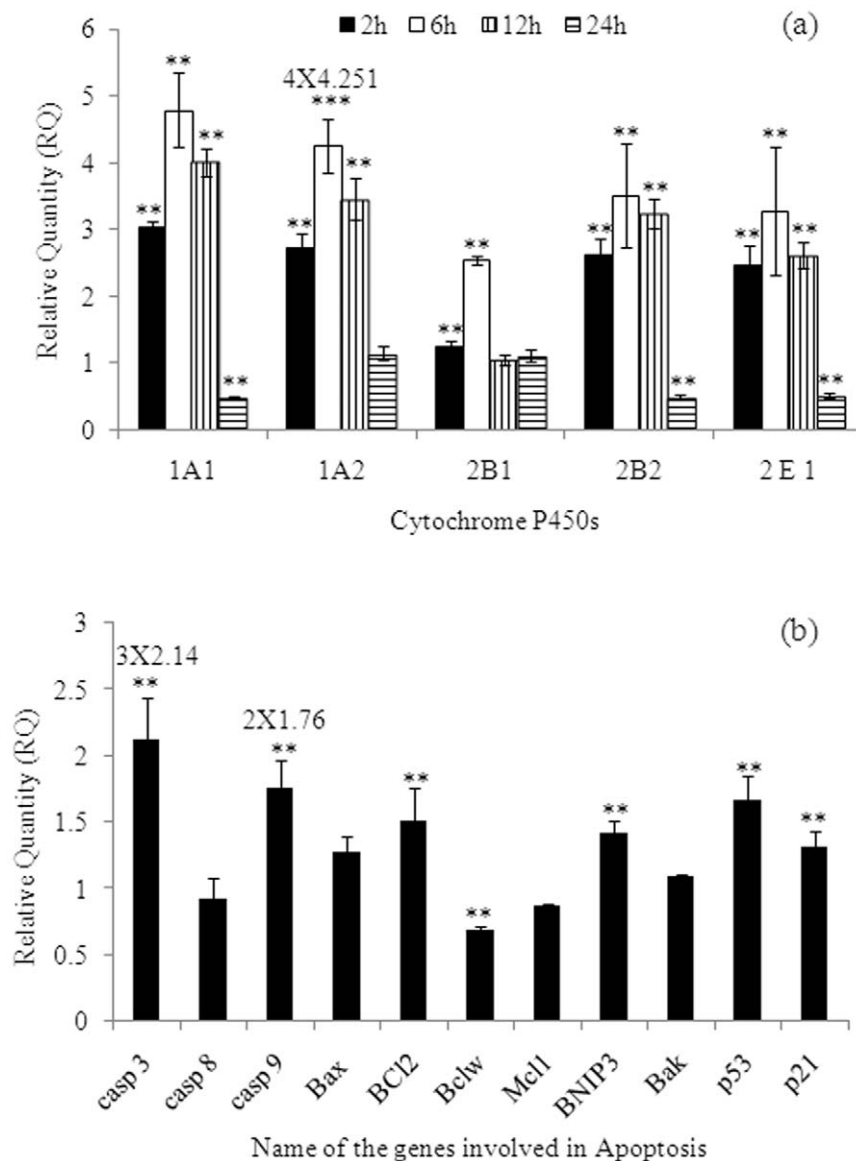 2h 6h 12h 24h
(a)
6
5
4
3
2
1
0
Relative Quantity (RQ)
** ** ** **
4X4.251
** *** **
** **
** ** ** **
** ** ** **
1A1 1A2 2B1 2B2 2 E 1
Cytochrome P450s
(b)
3
2.5
2
1.5
1
0.5
0
Relative Quantity (RQ)
3X2.14
**
2X1.76
**
**
**
**
**
**
casp 3 casp 8 casp 9 Bax BCl2 Bclw Mcl1 BNIP3 Bak p53 p21
Name of the genes involved in Apoptosis